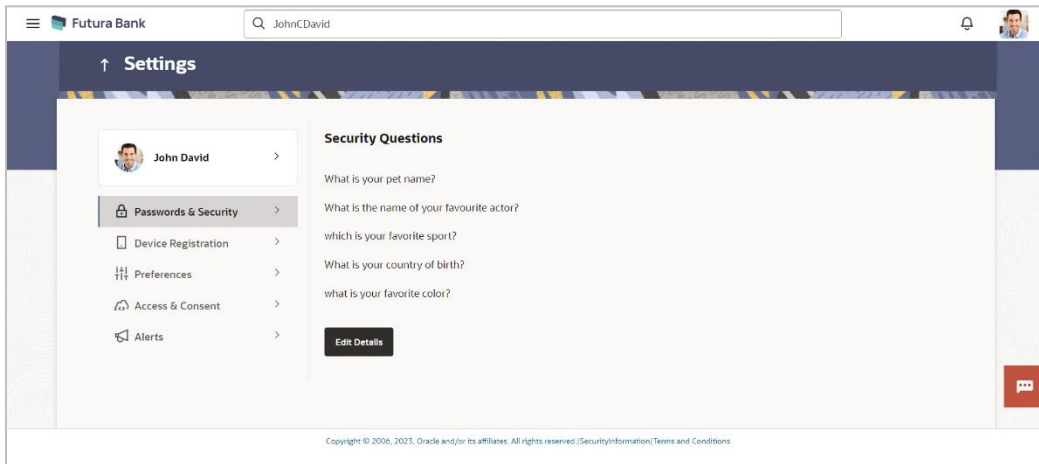 Futura Bank
JohnCDavid
↑ Settings
John David
Passwords & Security
Device Registration
Preferences
Access & Consent
Alerts
Security Questions
What is your pet name?
What is the name of your favourite actor?
which is your favorite sport?
What is your country of birth?
what is your favorite color?
Edit Details
Copyright © 2006, 2023, Oracle and/or its affiliates. All rights reserved.|SecurityInformation|Terms and Conditions